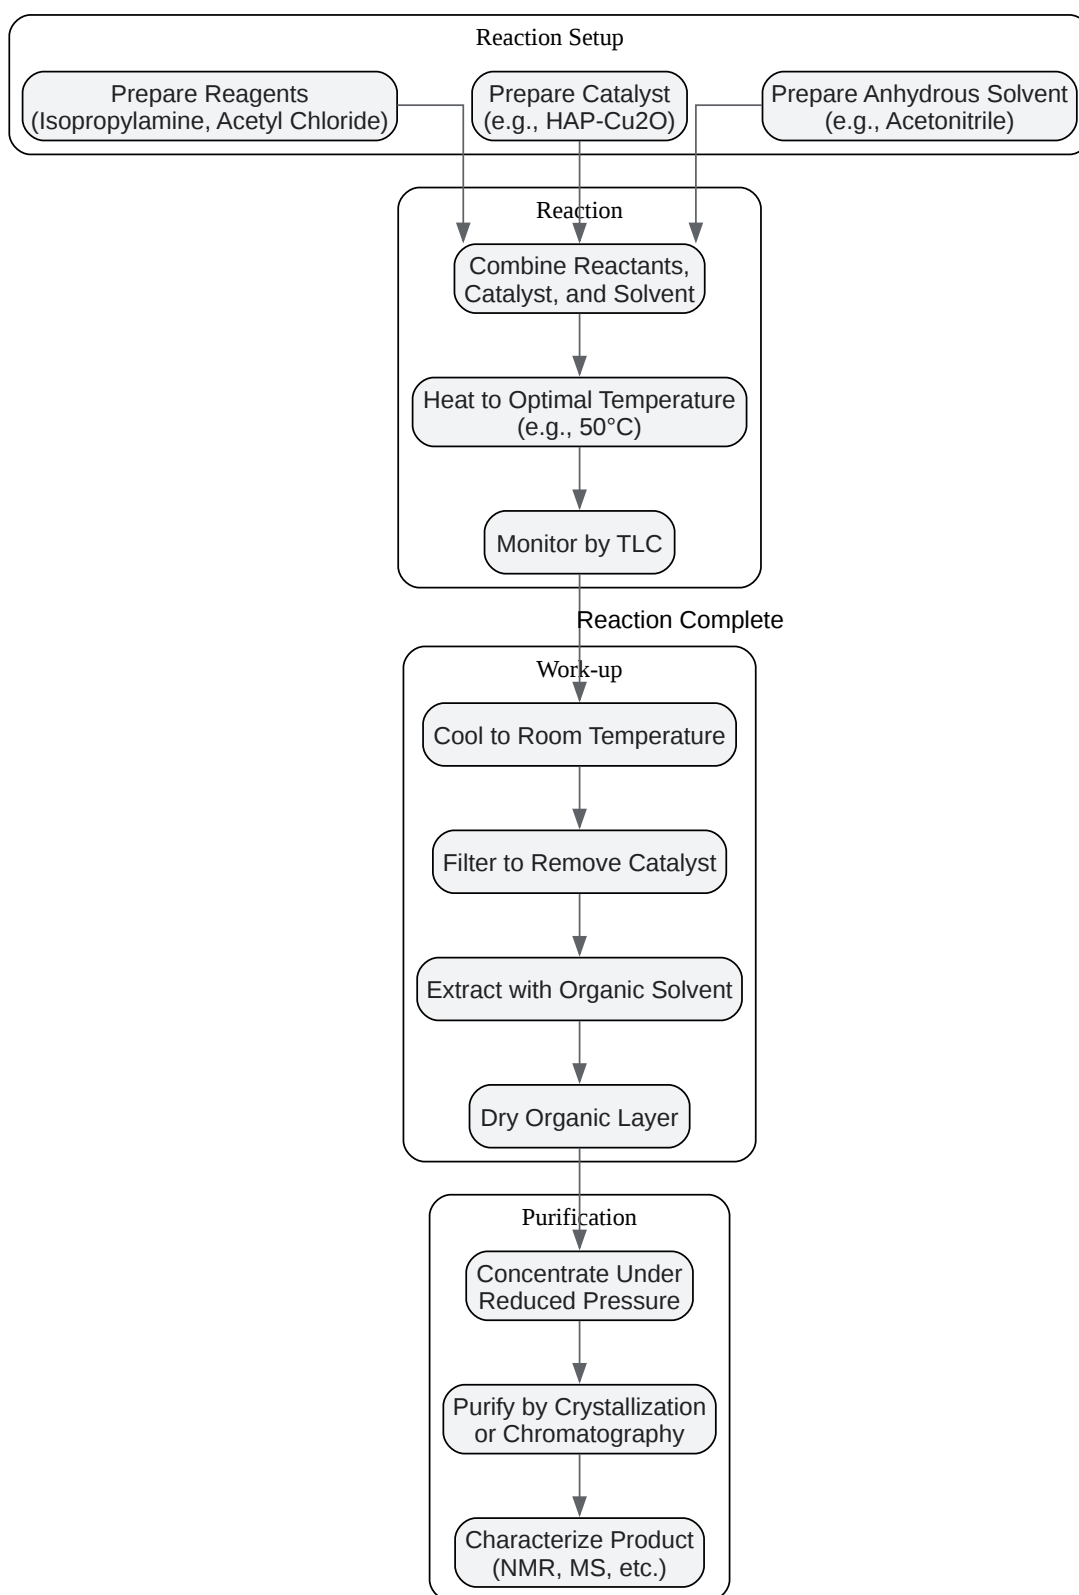 Reaction Setup
Prepare Reagents
(Isopropylamine, Acetyl Chloride)
Prepare Catalyst
(e.g., HAP-Cu2O)
Prepare Anhydrous Solvent
(e.g., Acetonitrile)
Reaction
Combine Reactants,
Catalyst, and Solvent
Heat to Optimal Temperature
(e.g., 50°C)
Monitor by TLC
Reaction Complete
Work-up
Cool to Room Temperature
Filter to Remove Catalyst
Extract with Organic Solvent
Dry Organic Layer
Purification
Concentrate Under
Reduced Pressure
Purify by Crystallization
or Chromatography
Characterize Product
(NMR, MS, etc.)